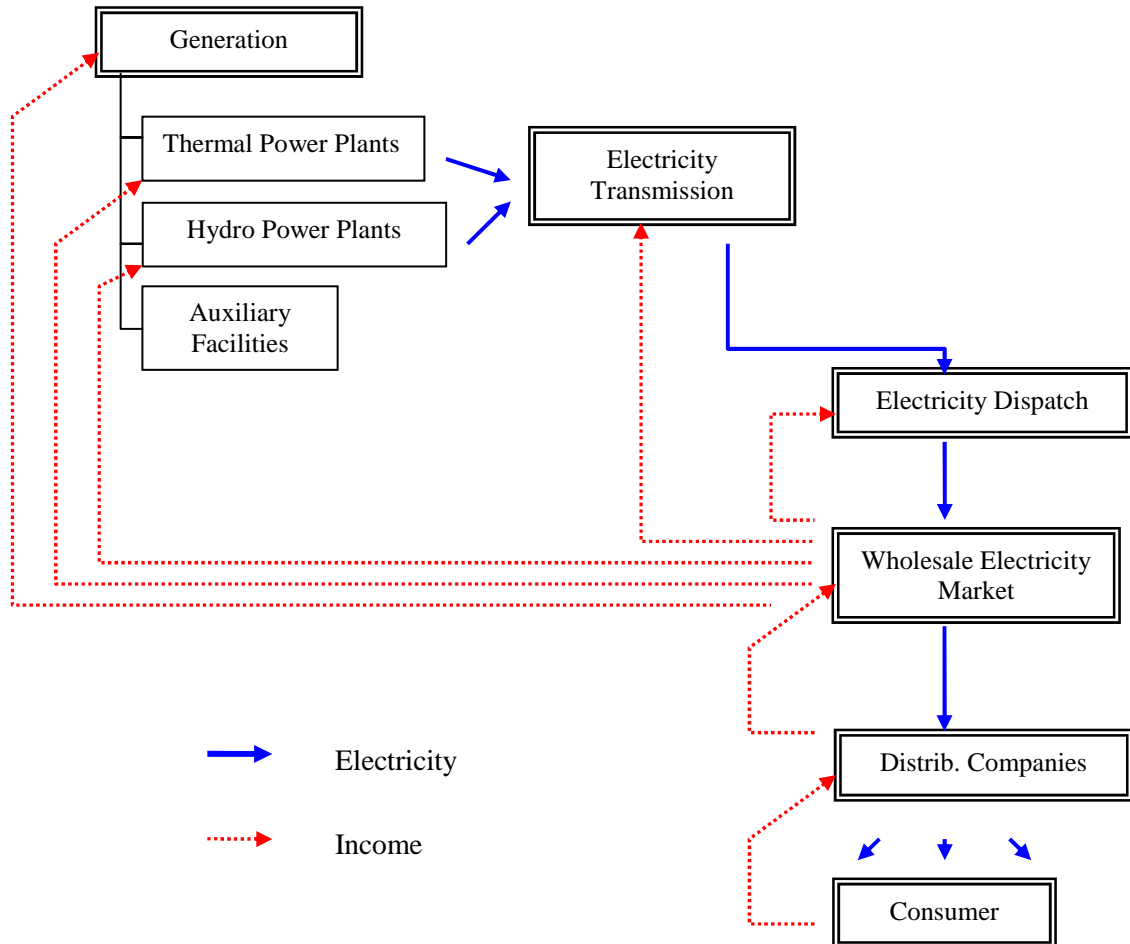 Generation
Thermal Power Plants
Electricity
Transmission
Hydro Power Plants
Auxiliary
Facilities
Electricity Dispatch
Wholesale Electricity
Market
Electricity
Distrib. Companies
Income
Consumer